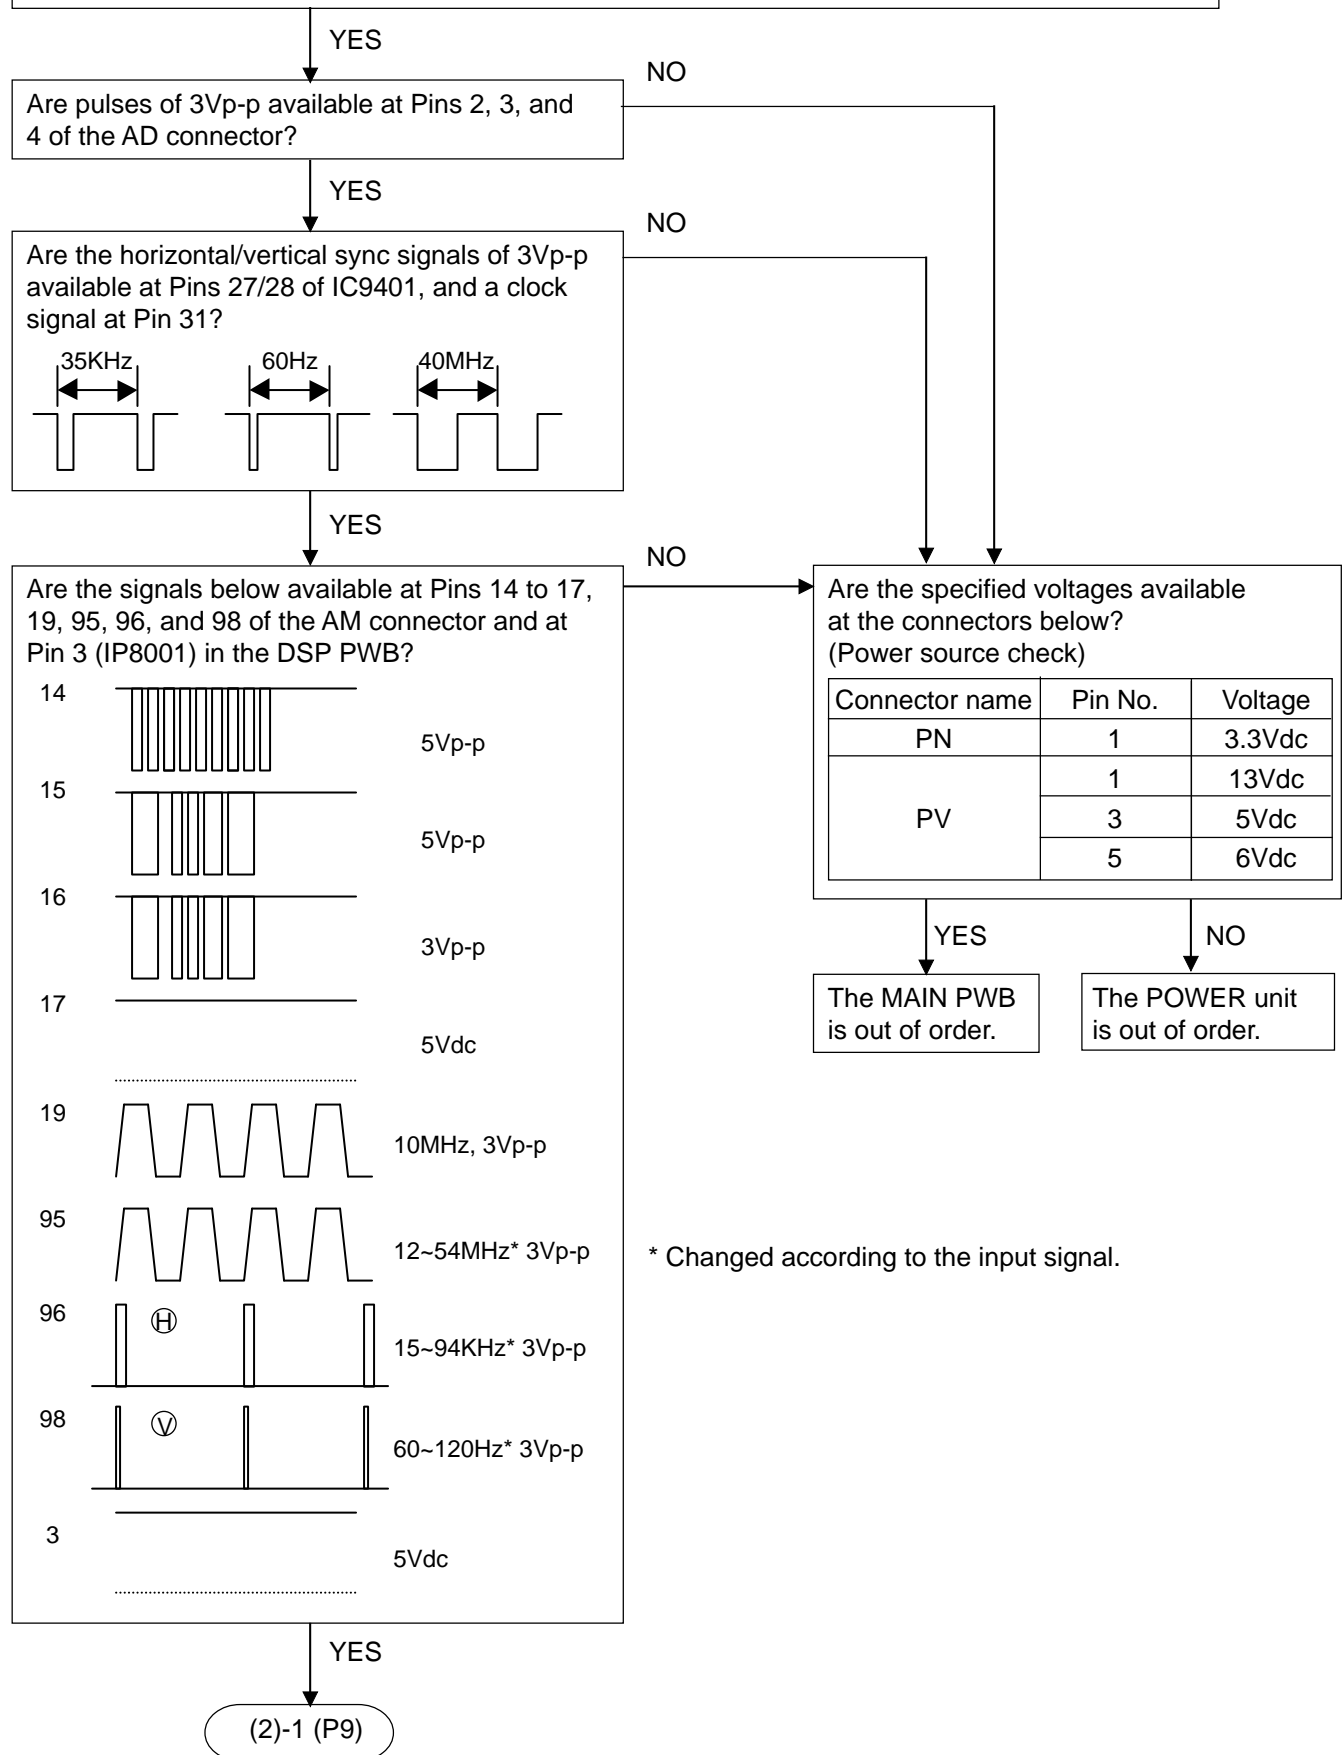 YES
Are pulses of 3Vp-p available at Pins 2, 3, and
4 of the AD connector?
NO
YES
Are the horizontal/vertical sync signals of 3Vp-p
available at Pins 27/28 of IC9401, and a clock
signal at Pin 31?
35KHz 60Hz 40MHz
NO
YES
Are the signals below available at Pins 14 to 17,
19, 95, 96, and 98 of the AM connector and at
Pin 3 (IP8001) in the DSP PWB?
14 5Vp-p
15 5Vp-p
16 3Vp-p
17 5Vdc
19 10MHz, 3Vp-p
95 12~54MHz* 3Vp-p
96 H 15~94KHz* 3Vp-p
98 V 60~120Hz* 3Vp-p
3 5Vdc
NO
Are the specified voltages available
at the connectors below?
(Power source check)
Connector name Pin No. Voltage
PN 1 3.3Vdc
1 13Vdc
PV 3 5Vdc
5 6Vdc
YES
NO
The MAIN PWB
is out of order.
The POWER unit
is out of order.
* Changed according to the input signal.
YES
(2)-1 (P9)